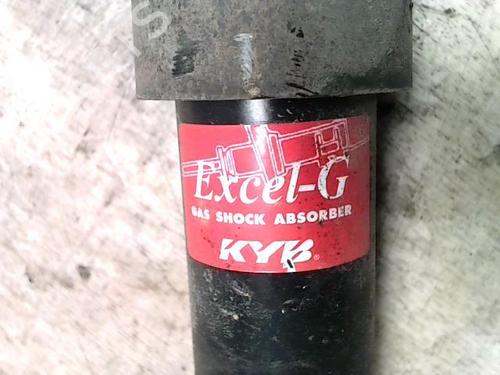 Excel-G
GAS SHOCK ABSORBER
KYB®